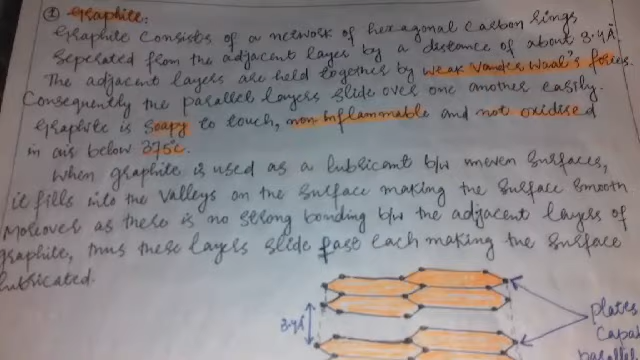 ① Graphite:
Graphite consists of a network of hexagonal carbon rings
seperated from the adjacent layer by a distance of about 3.4Å.
The adjacent layers are held together by weak Vander Waal's forces.
Consequently the parallel layers slide over one another easily.
Graphite is soapy to touch, non inflammable and not oxidised
in air below 375c.
When graphite is used as a lubricant b/w uneven surfaces,
it fills into the valleys on the surface making the surface smooth
Moreover as there is no strong bonding b/w the adjacent layers of
graphite, thus these layers slide past each making the surface
lubricated.
3.4Å
plates
capa
parallel